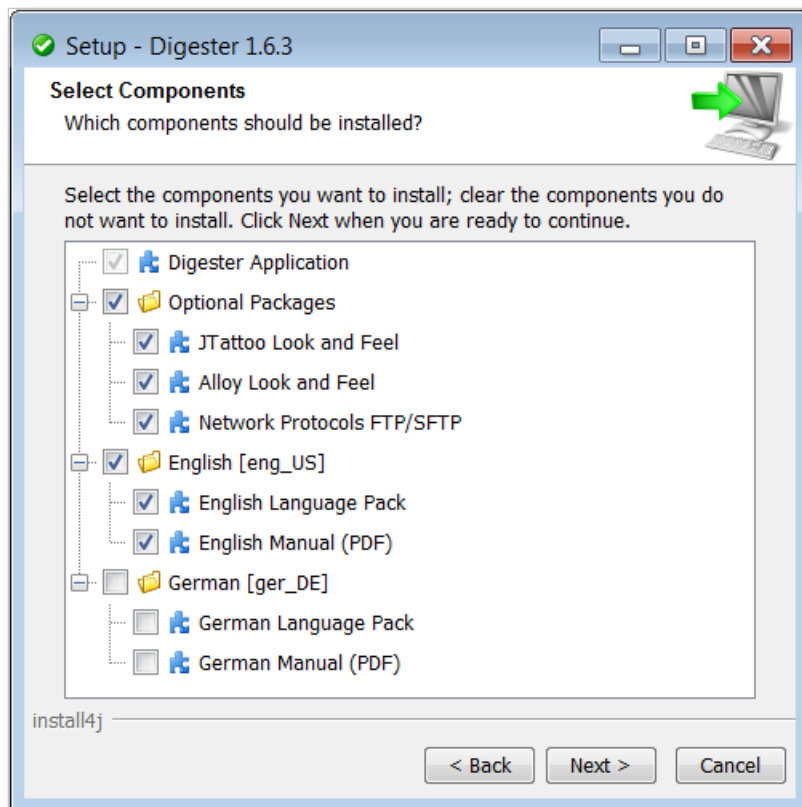 Setup - Digester 1.6.3
Select Components
Which components should be installed?
Select the components you want to install; clear the components you do
not want to install. Click Next when you are ready to continue.
Digester Application
Optional Packages
JTattoo Look and Feel
Alloy Look and Feel
Network Protocols FTP/SFTP
English [eng_US]
English Language Pack
English Manual (PDF)
German [ger_DE]
German Language Pack
German Manual (PDF)
install4j
< Back
Next >
Cancel